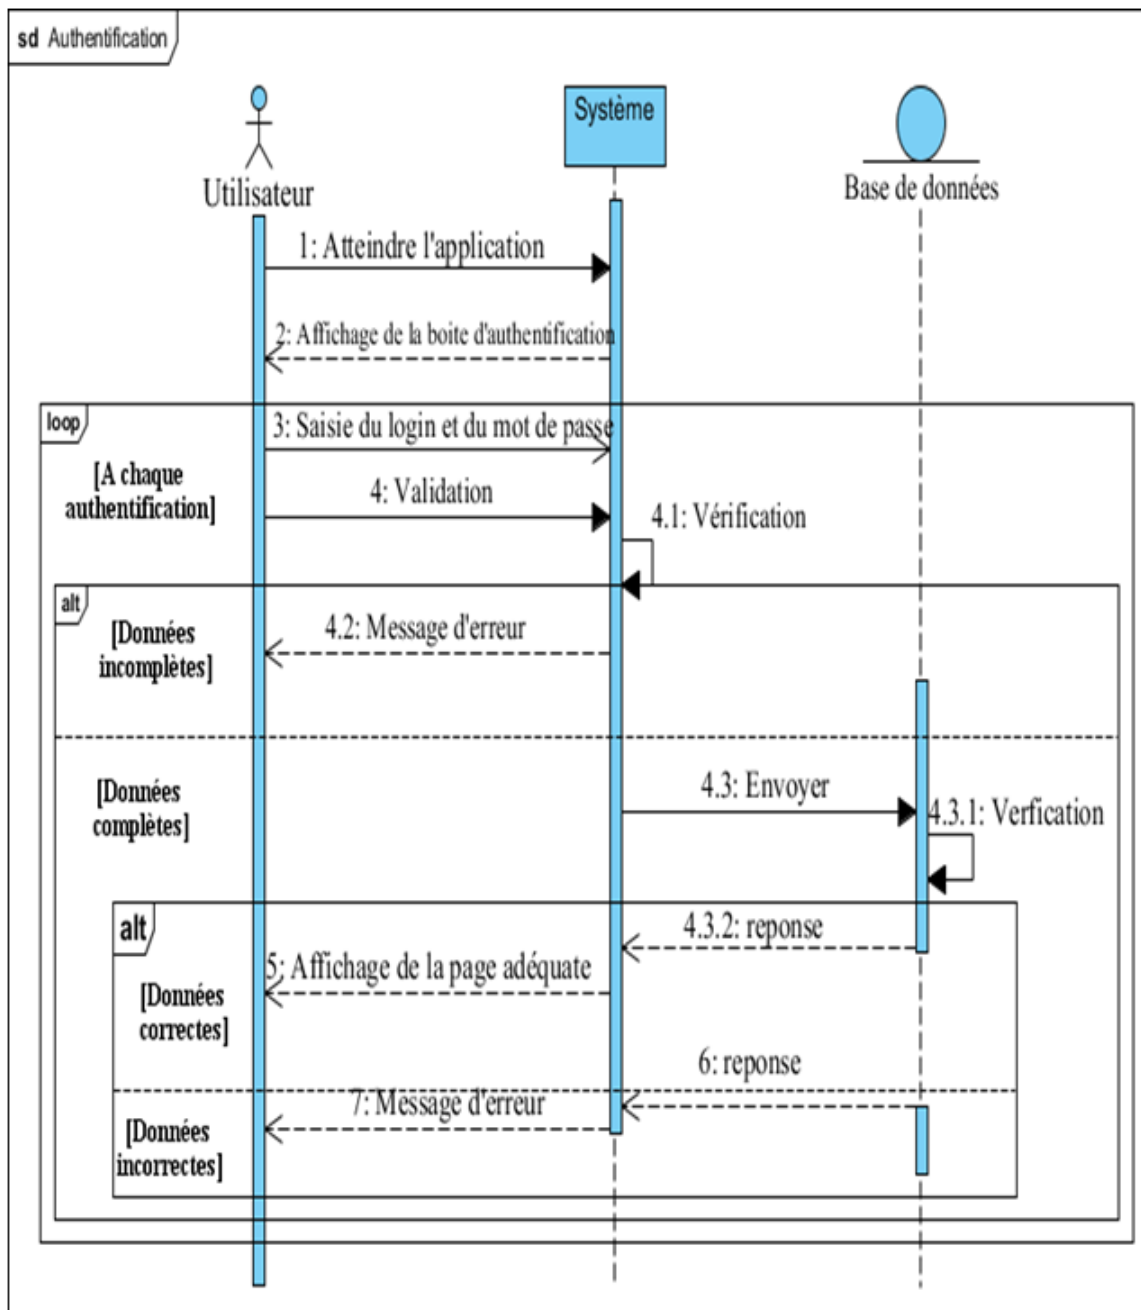 sd Authentification
Système
Utilisateur
Base de données
1: Atteindre l'application
2: Affichage de la boite d'authentification
loop
3: Saisie du login et du mot de passe
[A chaque
authentification]
4: Validation
4.1: Vérification
alt
[Données
incomplètes]
4.2: Message d'erreur
[Données
complètes]
4.3: Envoyer
4.3.1: Verfication
alt
4.3.2: reponse
5: Affichage de la page adéquate
[Données
correctes]
6: reponse
7: Message d'erreur
[Données
incorrectes]